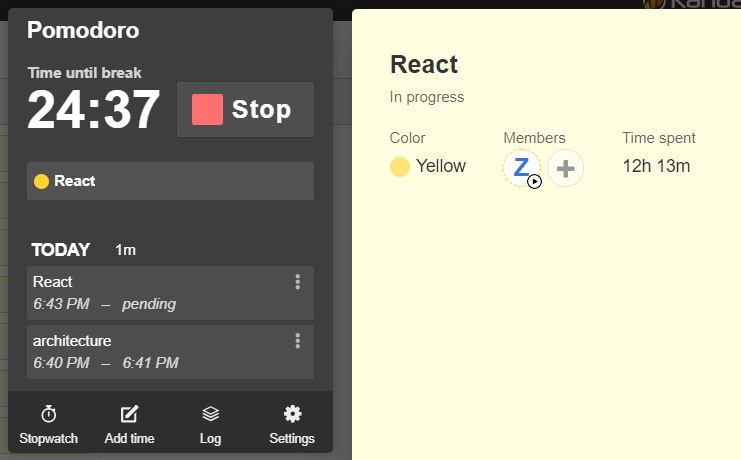 Pomodoro
Time until break
24:37
Stop
React
TODAY 1m
React
6:43 PM – pending
architecture
6:40 PM – 6:41 PM
Stopwatch Add time Log Settings
React
In progress
Color Members Time spent
Yellow Z 12h 13m